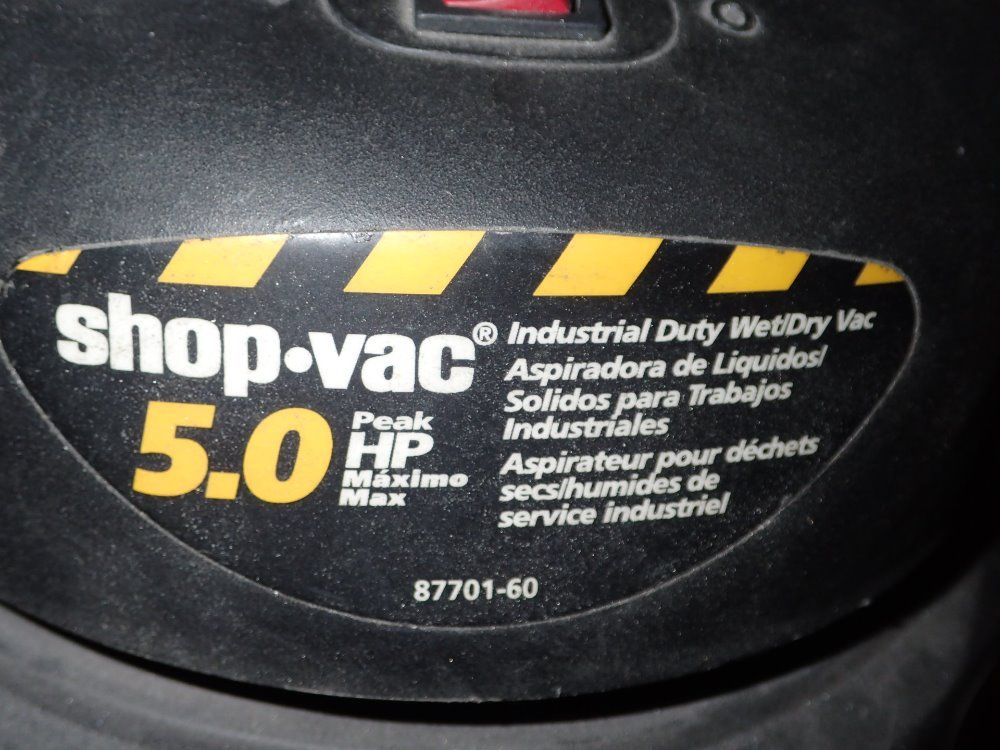 shop·vac®
5.0 Peak
HP
Máximo
Max
Industrial Duty Wet/Dry Vac
Aspiradora de Liquidos/
Solidos para Trabajos
Industriales
Aspirateur pour déchets
secs/humides de
service industriel
87701-60